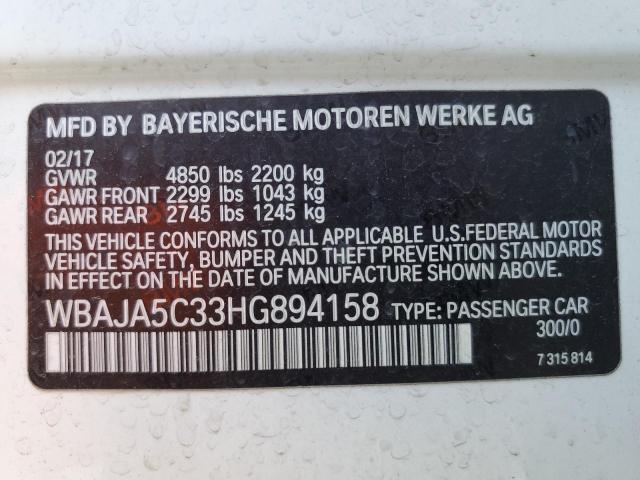 MFD BY BAYERISCHE MOTOREN WERKE AG
02/17
GVWR 4850 lbs 2200 kg
GAWR FRONT 2299 lbs 1043 kg
GAWR REAR 2745 lbs 1245 kg
THIS VEHICLE CONFORMS TO ALL APPLICABLE U.S.FEDERAL MOTOR
VEHICLE SAFETY, BUMPER AND THEFT PREVENTION STANDARDS
IN EFFECT ON THE DATE OF MANUFACTURE SHOWN ABOVE.
WBAJA5C33HG894158 TYPE: PASSENGER CAR
300/0
7 315 814